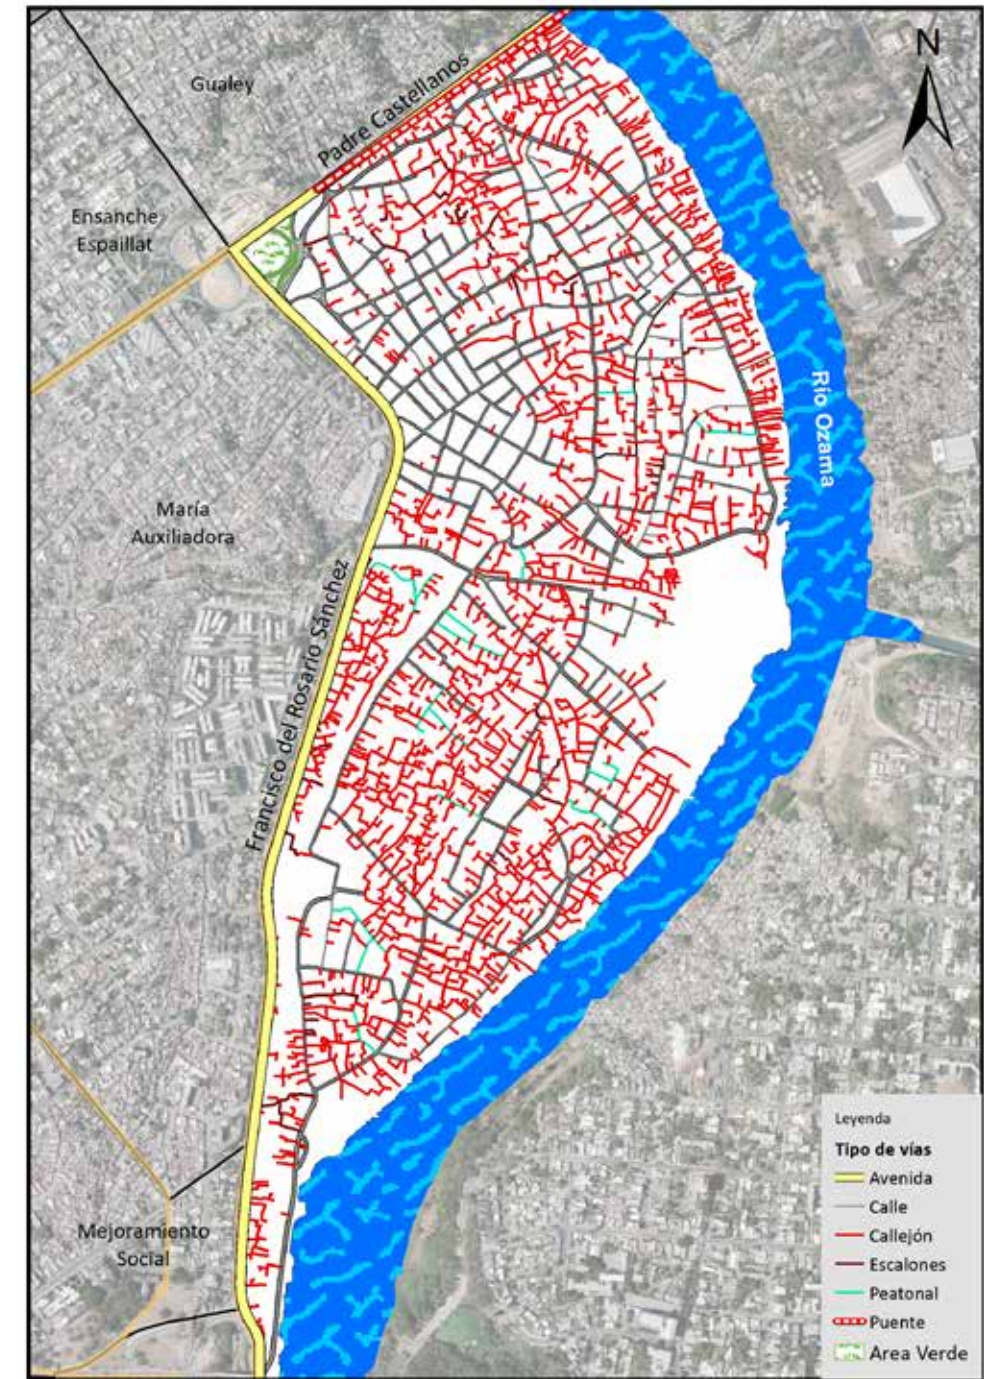 N
Gualey
Padre Castellanos
Ensanche
Espaillat
Río Ozama
María
Auxiliadora
Francisco del Rosario Sánchez
Mejoramiento
Social
Leyenda
Tipo de vías
Avenida
Calle
Callejón
Escalones
Peatonal
Puente
Area Verde